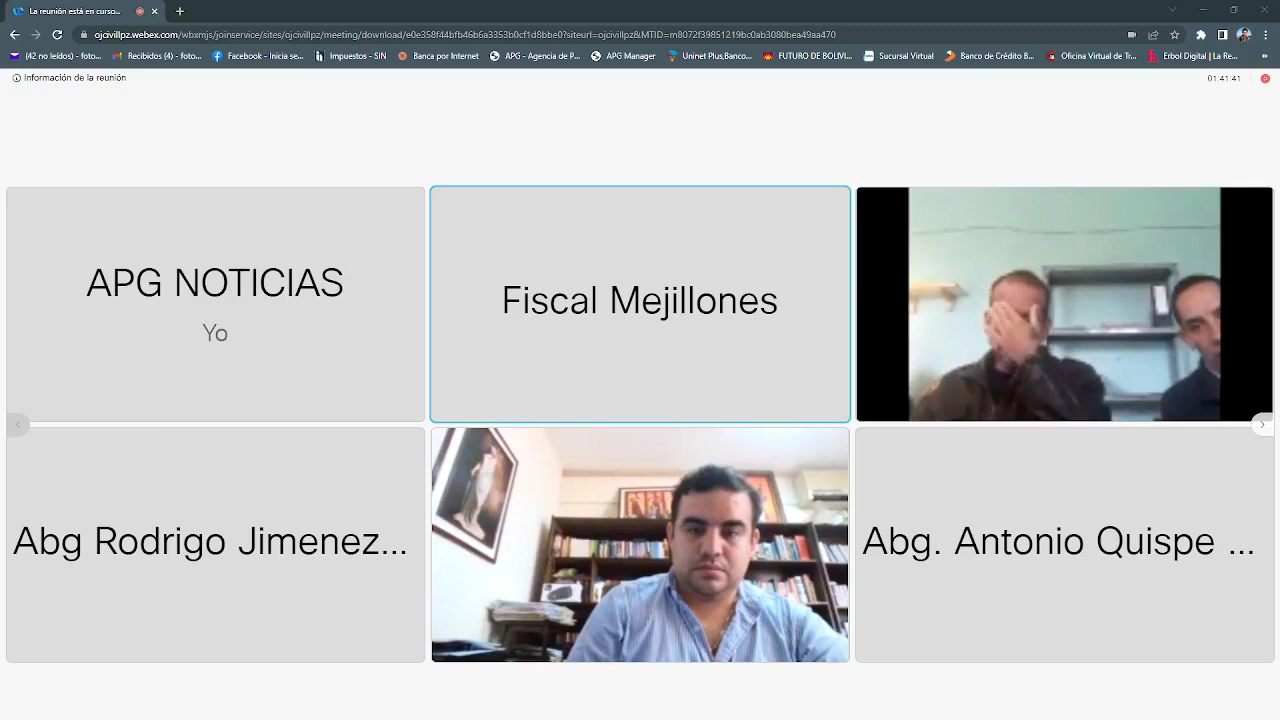 La reunión está en curso...
ojcivillpz.webex.com/wbxmjs/joinservice/sites/ojcivillpz/meeting/download/e0e358f44bfb46b6a33530cf1d9bbe0?siteurl=ojcivillpz&MTID=m8072f39851219bc0ab3080bea49aa470
(42 no leídos) - foto...
Recibidos (4) - foto...
Facebook - Inicia se...
Impuestos - SIN
Banca por Internet
APG - Agencia de P...
APG Manager
Uninet Plus,Banco...
FUTURO DE BOLIVI...
Sucursal Virtual
Banco de Crédito B...
Oficina Virtual de Tr...
Erbol Digital | La Re...
»
Información de la reunión
01:41:41
APG NOTICIAS
Yo
Fiscal Mejillones
Abg Rodrigo Jimenez...
Abg. Antonio Quispe ...